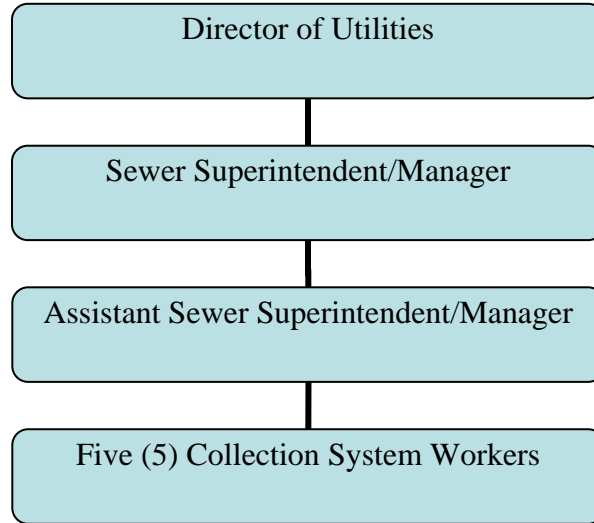 Director of Utilities
Sewer Superintendent/Manager
Assistant Sewer Superintendent/Manager
Five (5) Collection System Workers